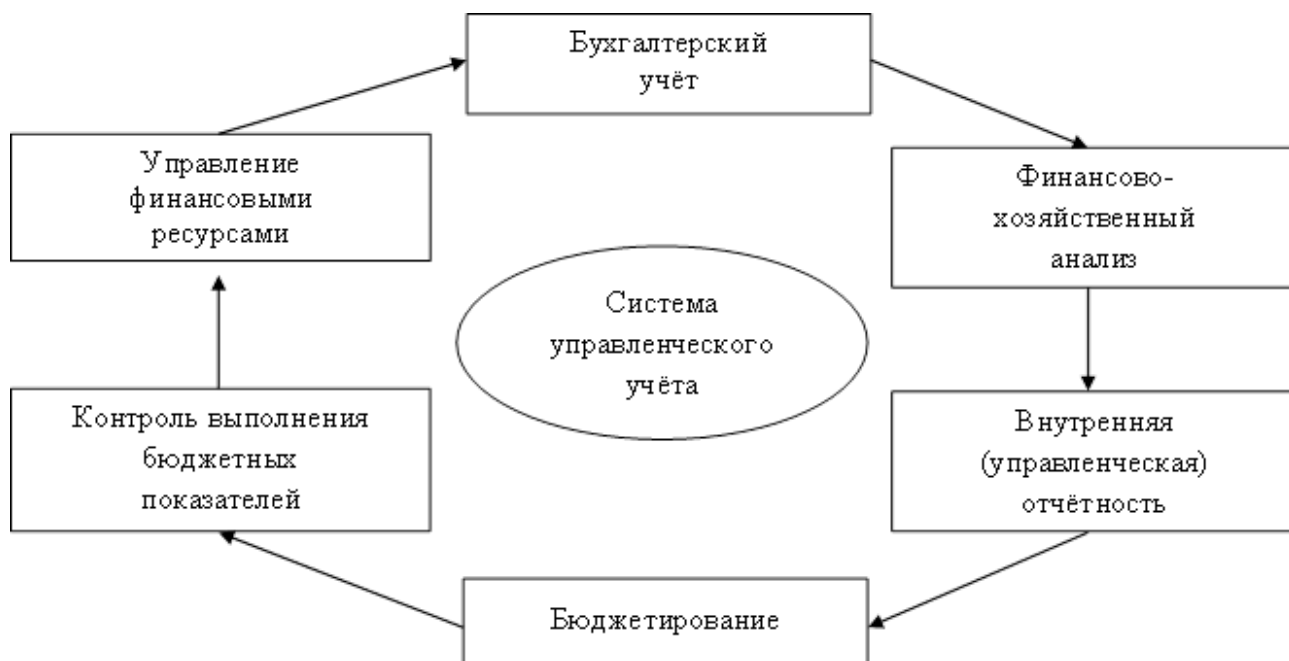 Бухгалтерский
учёт
Управление
финансовыми
ресурсами
Финансово-
хозяйственный
анализ
Система
управленческого
учёта
Контроль выполнения
бюджетных
показателей
Внутренняя
(управленческая)
отчётность
Бюджетирование